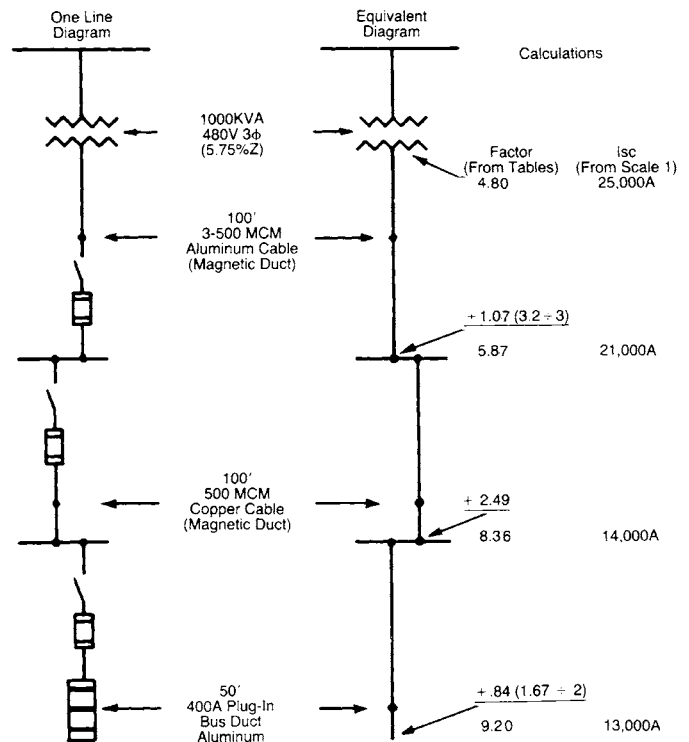 One Line
Diagram
Equivalent
Diagram
Calculations
1000KVA
480V 3ϕ
(5.75%Z)
Factor
(From Tables)
4.80
Isc
(From Scale 1)
25,000A
100′
3-500 MCM
Aluminum Cable
(Magnetic Duct)
+1.07 (3.2 ÷ 3)
5.87
21,000A
100′
500 MCM
Copper Cable
(Magnetic Duct)
+ 2.49
8.36
14,000A
50′
400A Plug-In
Bus Duct
Aluminum
+.84 (1.67 ÷ 2)
9.20
13,000A